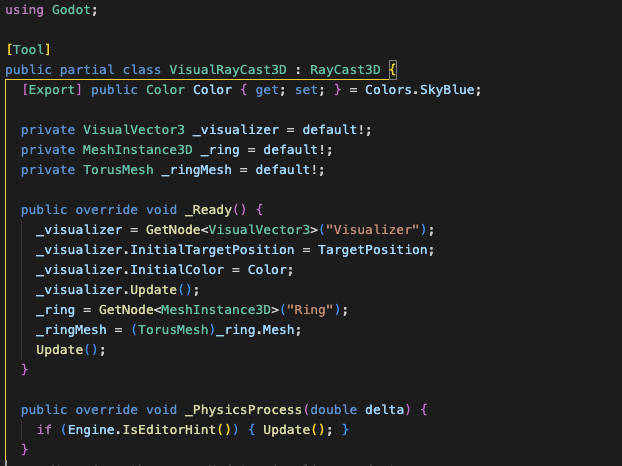 using Godot;
[Tool]
public partial class VisualRayCast3D : RayCast3D {
[Export] public Color Color { get; set; } = Colors.SkyBlue;
private VisualVector3 _visualizer = default!;
private MeshInstance3D _ring = default!;
private TorusMesh _ringMesh = default!;
public override void _Ready() {
_visualizer = GetNode<VisualVector3>("Visualizer");
_visualizer.InitialTargetPosition = TargetPosition;
_visualizer.InitialColor = Color;
_visualizer.Update();
_ring = GetNode<MeshInstance3D>("Ring");
_ringMesh = (TorusMesh)_ring.Mesh;
Update();
}
public override void _PhysicsProcess(double delta) {
if (Engine.IsEditorHint()) { Update(); }
}